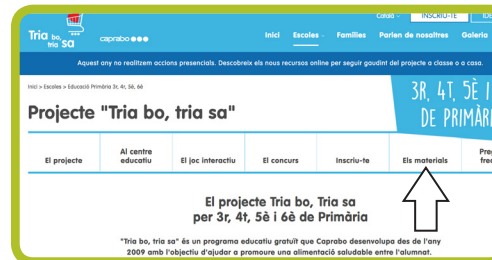 Català
INSCRIU-TE
Tria bo,
tria sa
caprabo
Inici Escoles Famílies Parlen de nosaltres Galeria
Aquest any no realitzem accions presencials. Descobreix els nous recursos online per seguir gaudint del projecte a classe o a casa.
Inici > Escoles > Educació Primària 3r, 4t, 5è, 6è
3R, 4T, 5È I
DE PRIMÀRI
Projecte "Tria bo, tria sa"
El projecte
Al centre
educatiu
El joc interactiu
El concurs
Inscriu-te
Els materials
Preg
fre
El projecte Tria bo, Tria sa
per 3r, 4t, 5è i 6è de Primària
"Tria bo, tria sa" és un programa educatiu gratuït que Caprabo desenvolupa des de l'any
2009 amb l'objectiu d'ajudar a promoure una alimentació saludable entre l'alumnat.